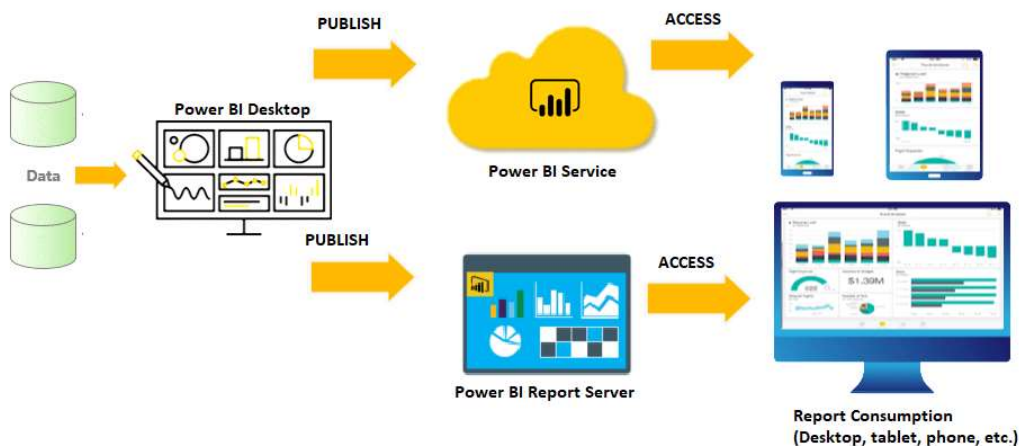 PUBLISH
ACCESS
Power BI Desktop
Data
Power BI Service
PUBLISH
ACCESS
$1.39M
Power BI Report Server
Report Consumption
(Desktop, tablet, phone, etc.)